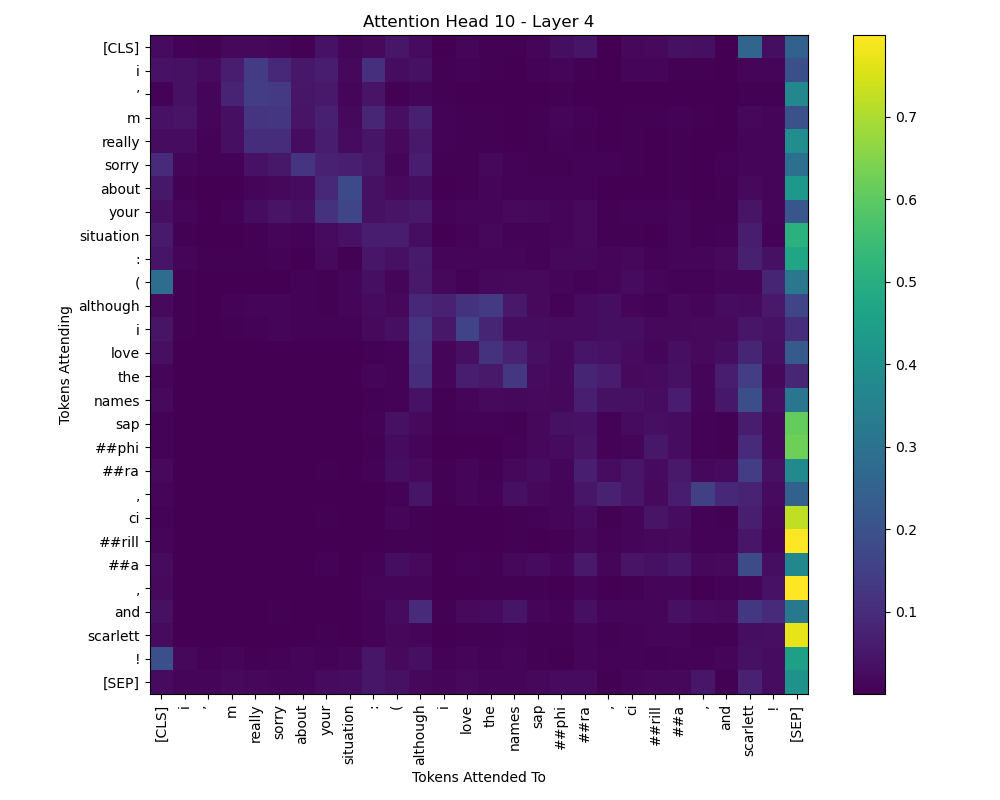 Attention Head 10 - Layer 4
[CLS]
i
’
m
really
sorry
about
your
situation
:
(
although
i
love
the
names
sap
##phi
##ra
,
ci
##rill
##a
,
and
scarlett
!
[SEP]
Tokens Attending
[CLS]
i
’
m
really
sorry
about
your
situation
:
(
although
i
love
the
names
sap
##phi
##ra
,
ci
##rill
##a
,
and
scarlett
!
[SEP]
Tokens Attended To
0.7
0.6
0.5
0.4
0.3
0.2
0.1